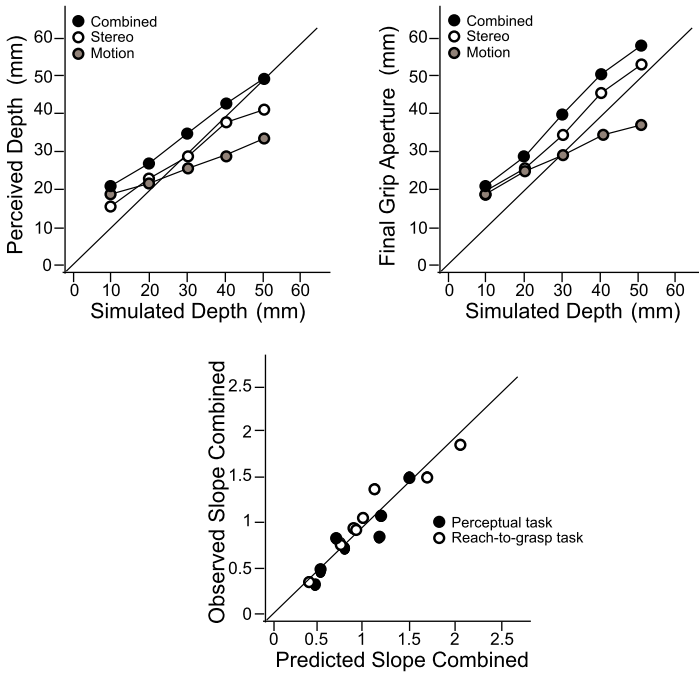 Combined
Stereo
Motion
60
50
40
30
20
10
0
Perceived Depth (mm)
0 10 20 30 40 50 60
Simulated Depth (mm)
Combined
Stereo
Motion
60
50
40
30
20
10
0
Final Grip Aperture (mm)
0 10 20 30 40 50 60
Simulated Depth (mm)
2.5
2
1.5
1
0.5
0
Observed Slope Combined
Perceptual task
Reach-to-grasp task
0 0.5 1 1.5 2 2.5
Predicted Slope Combined